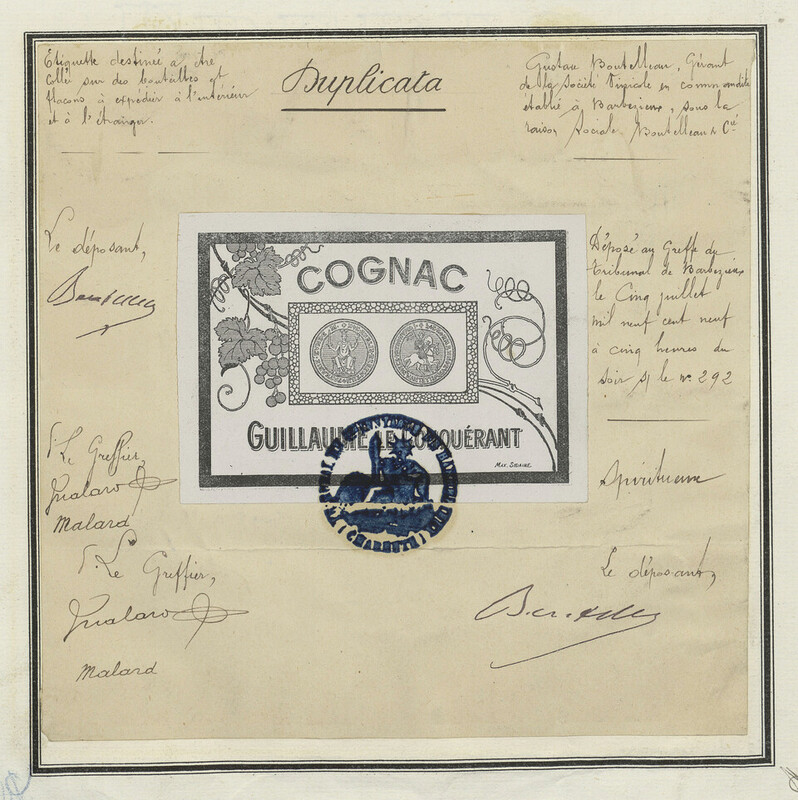 Duplicata
Etiquette destinée a être
collée sur des bouteilles et
flacons à expédier à l'intérieur
et à l'étranger.
Gustave Boutelleau, Gérant
de la Société Vinicole en commandite
établie à Barbezieux, sous la
raison Sociale Boutelleau & Cie
Le déposant,
COGNAC
GUILLAUME LE CONQUÉRANT
Déposé au Greffe du
Tribunal de Barbezieux
le Cinq juillet
mil neuf cent neuf
à cinq heures du
soir s/ le no 292
Spiritueux
Le Greffier,
Malard
Le Greffier,
Malard
Le déposant,
(CHARENTE)